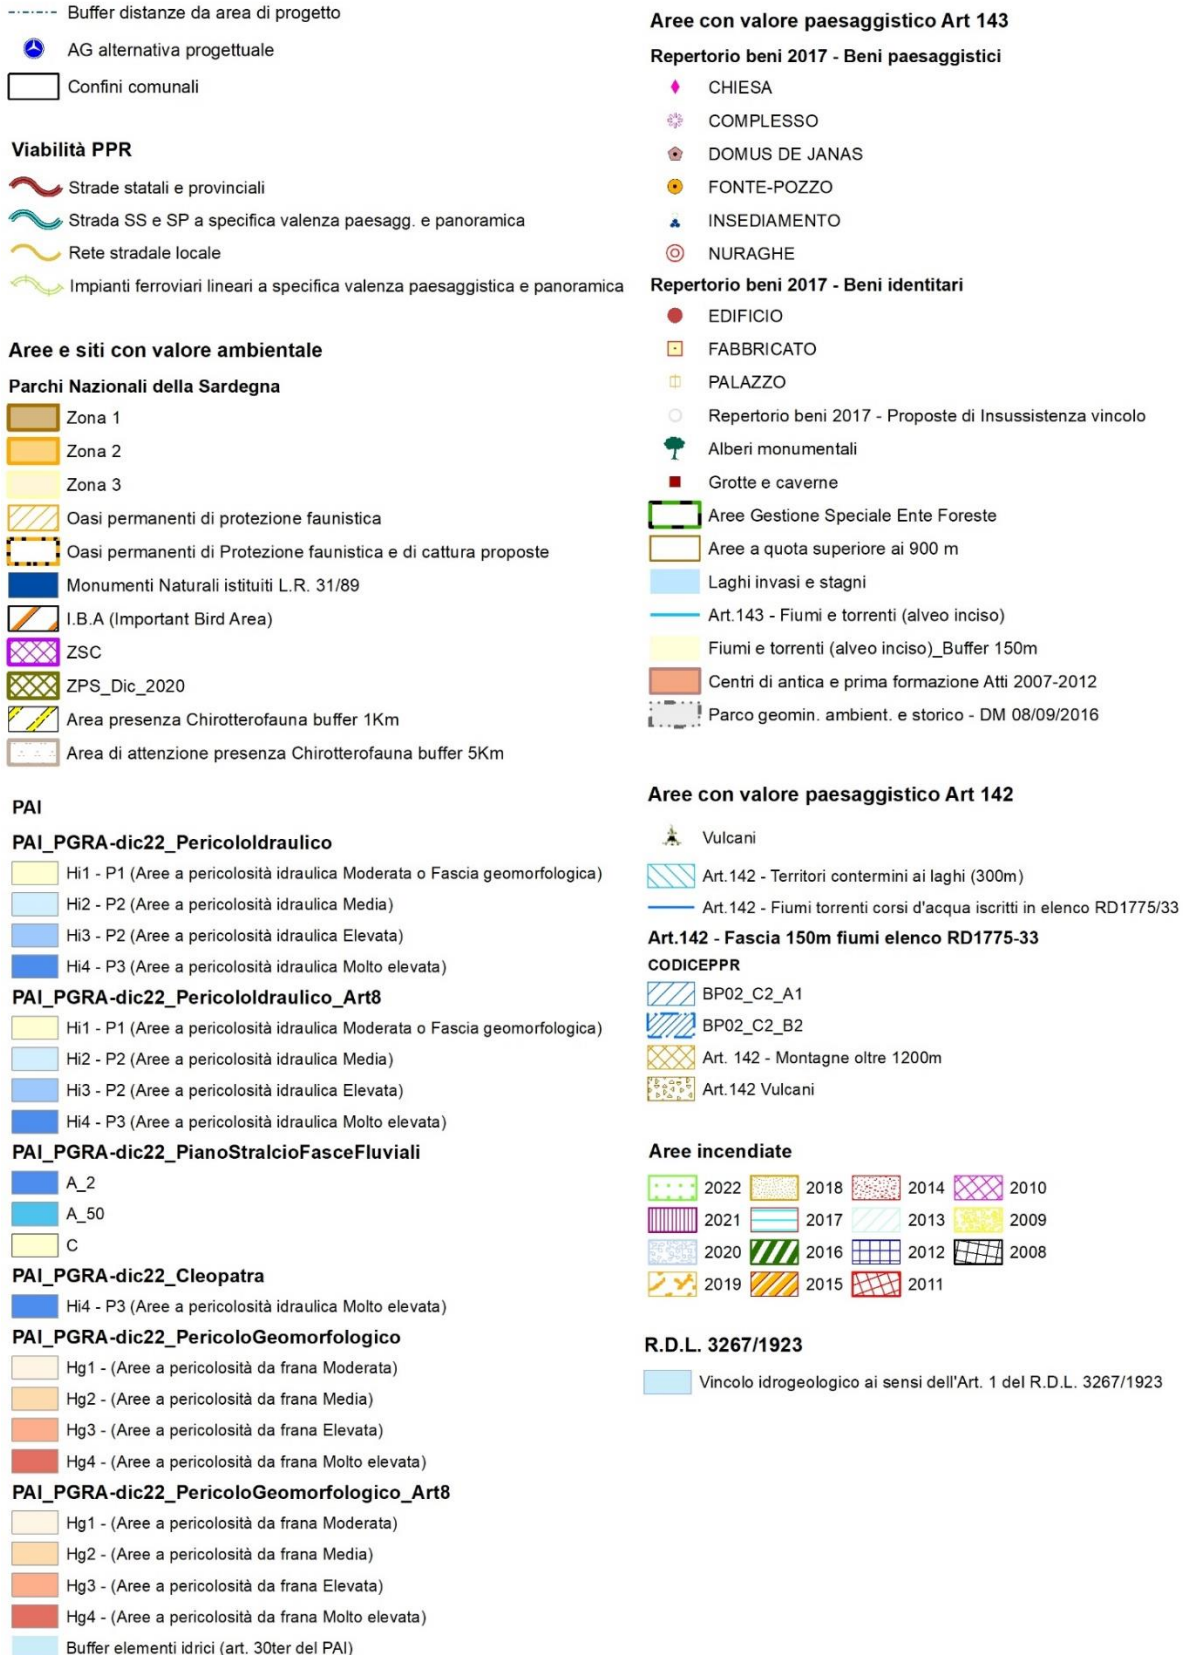 Buffer distanze da area di progetto
AG alternativa progettuale
Confini comunali
Viabilità PPR
Strade statali e provinciali
Strada SS e SP a specifica valenza paesagg. e panoramica
Rete stradale locale
Impianti ferroviari lineari a specifica valenza paesaggistica e panoramica
Aree e siti con valore ambientale
Parchi Nazionali della Sardegna
Zona 1
Zona 2
Zona 3
Oasi permanenti di protezione faunistica
Oasi permanenti di Protezione faunistica e di cattura proposte
Monumenti Naturali istituiti L.R. 31/89
I.B.A (Important Bird Area)
ZSC
ZPS_Dic_2020
Area presenza Chirotterofauna buffer 1Km
Area di attenzione presenza Chirotterofauna buffer 5Km
PAI
PAI_PGRA-dic22_PericoloIdraulico
Hi1 - P1 (Aree a pericolosità idraulica Moderata o Fascia geomorfologica)
Hi2 - P2 (Aree a pericolosità idraulica Media)
Hi3 - P2 (Aree a pericolosità idraulica Elevata)
Hi4 - P3 (Aree a pericolosità idraulica Molto elevata)
PAI_PGRA-dic22_PericoloIdraulico_Art8
Hi1 - P1 (Aree a pericolosità idraulica Moderata o Fascia geomorfologica)
Hi2 - P2 (Aree a pericolosità idraulica Media)
Hi3 - P2 (Aree a pericolosità idraulica Elevata)
Hi4 - P3 (Aree a pericolosità idraulica Molto elevata)
PAI_PGRA-dic22_PianoStralcioFasceFluviali
A_2
A_50
C
PAI_PGRA-dic22_Cleopatra
Hi4 - P3 (Aree a pericolosità idraulica Molto elevata)
PAI_PGRA-dic22_PericoloGeomorfologico
Hg1 - (Aree a pericolosità da frana Moderata)
Hg2 - (Aree a pericolosità da frana Media)
Hg3 - (Aree a pericolosità da frana Elevata)
Hg4 - (Aree a pericolosità da frana Molto elevata)
PAI_PGRA-dic22_PericoloGeomorfologico_Art8
Hg1 - (Aree a pericolosità da frana Moderata)
Hg2 - (Aree a pericolosità da frana Media)
Hg3 - (Aree a pericolosità da frana Elevata)
Hg4 - (Aree a pericolosità da frana Molto elevata)
Buffer elementi idrici (art. 30ter del PAI)
Aree con valore paesaggistico Art 143
Repertorio beni 2017 - Beni paesaggistici
CHIESA
COMPLESSO
DOMUS DE JANAS
FONTE-POZZO
INSEDIAMENTO
NURAGHE
Repertorio beni 2017 - Beni identitari
EDIFICIO
FABBRICATO
PALAZZO
Repertorio beni 2017 - Proposte di Insussistenza vincolo
Alberi monumentali
Grotte e caverne
Aree Gestione Speciale Ente Foreste
Aree a quota superiore ai 900 m
Laghi invasi e stagni
Art.143 - Fiumi e torrenti (alveo inciso)
Fiumi e torrenti (alveo inciso)_Buffer 150m
Centri di antica e prima formazione Atti 2007-2012
Parco geomin. ambient. e storico - DM 08/09/2016
Aree con valore paesaggistico Art 142
Vulcani
Art.142 - Territori contermini ai laghi (300m)
Art.142 - Fiumi torrenti corsi d'acqua iscritti in elenco RD1775/33
Art.142 - Fascia 150m fiumi elenco RD1775-33
CODICEPPR
BP02_C2_A1
BP02_C2_B2
Art. 142 - Montagne oltre 1200m
Art.142 Vulcani
Aree incendiate
2022 2018 2014 2010
2021 2017 2013 2009
2020 2016 2012 2008
2019 2015 2011
R.D.L. 3267/1923
Vincolo idrogeologico ai sensi dell'Art. 1 del R.D.L. 3267/1923